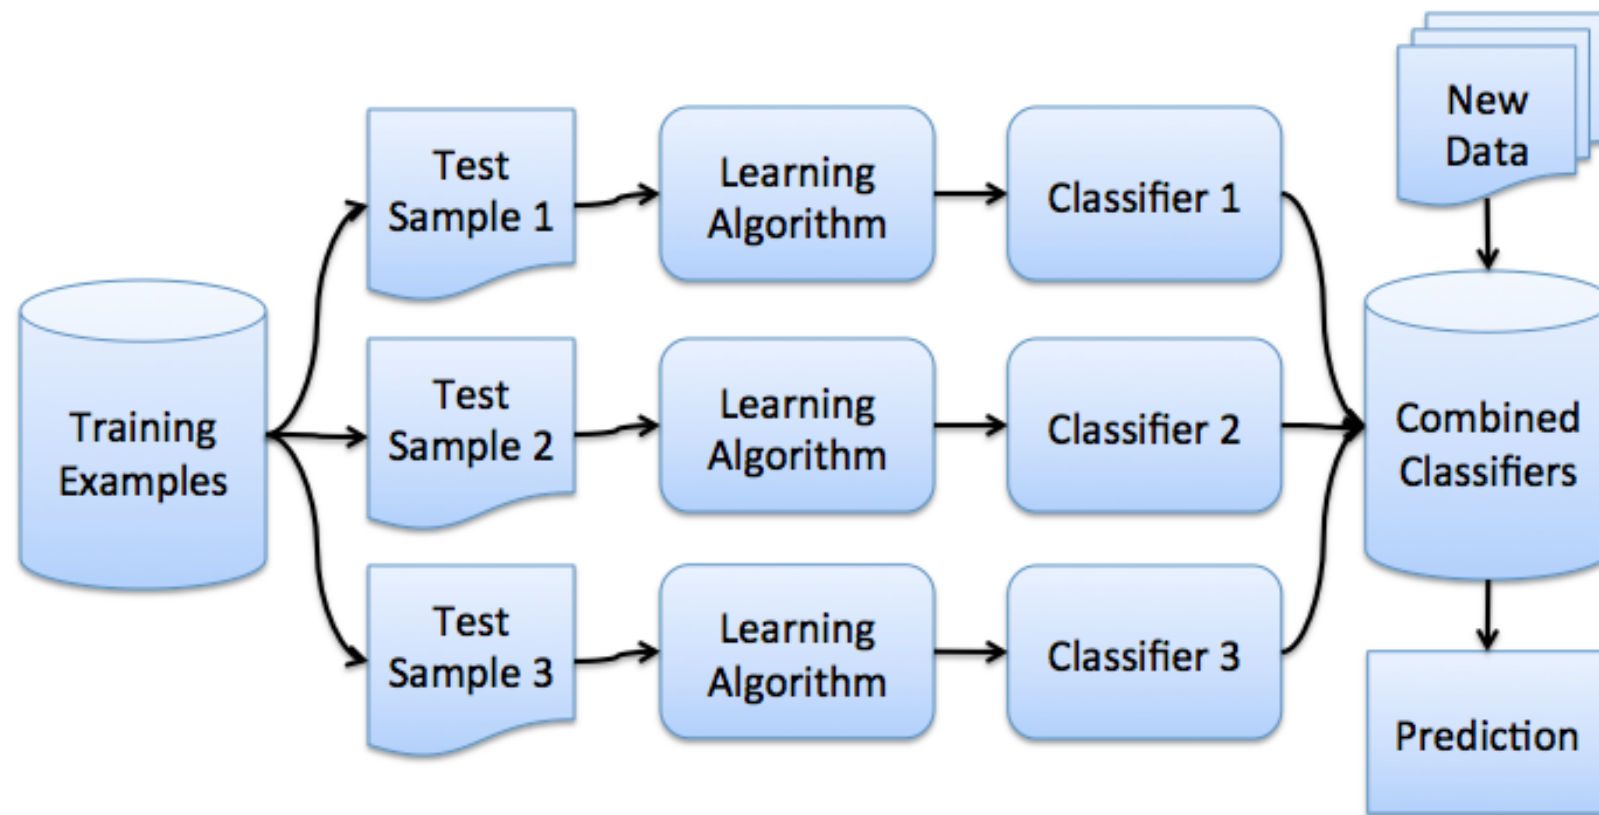 Training
Examples
Test
Sample 1
Learning
Algorithm
Classifier 1
Test
Sample 2
Learning
Algorithm
Classifier 2
Test
Sample 3
Learning
Algorithm
Classifier 3
New
Data
Combined
Classifiers
Prediction